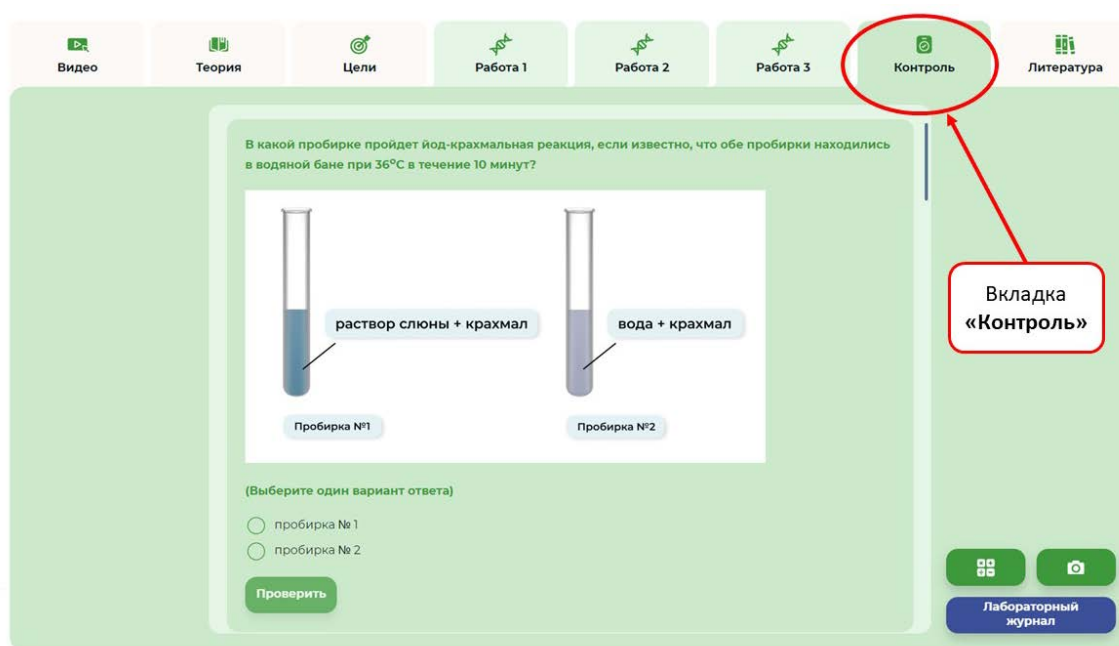 Видео
Теория
Цели
Работа 1
Работа 2
Работа 3
Контроль
Литература
В какой пробирке пройдет йод-крахмальная реакция, если известно, что обе пробирки находились
в водяной бане при 36°С в течение 10 минут?
раствор слюны + крахмал
вода + крахмал
Пробирка №1
Пробирка №2
Вкладка
«Контроль»
(Выберите один вариант ответа)
пробирка № 1
пробирка № 2
Проверить
Лабораторный
журнал